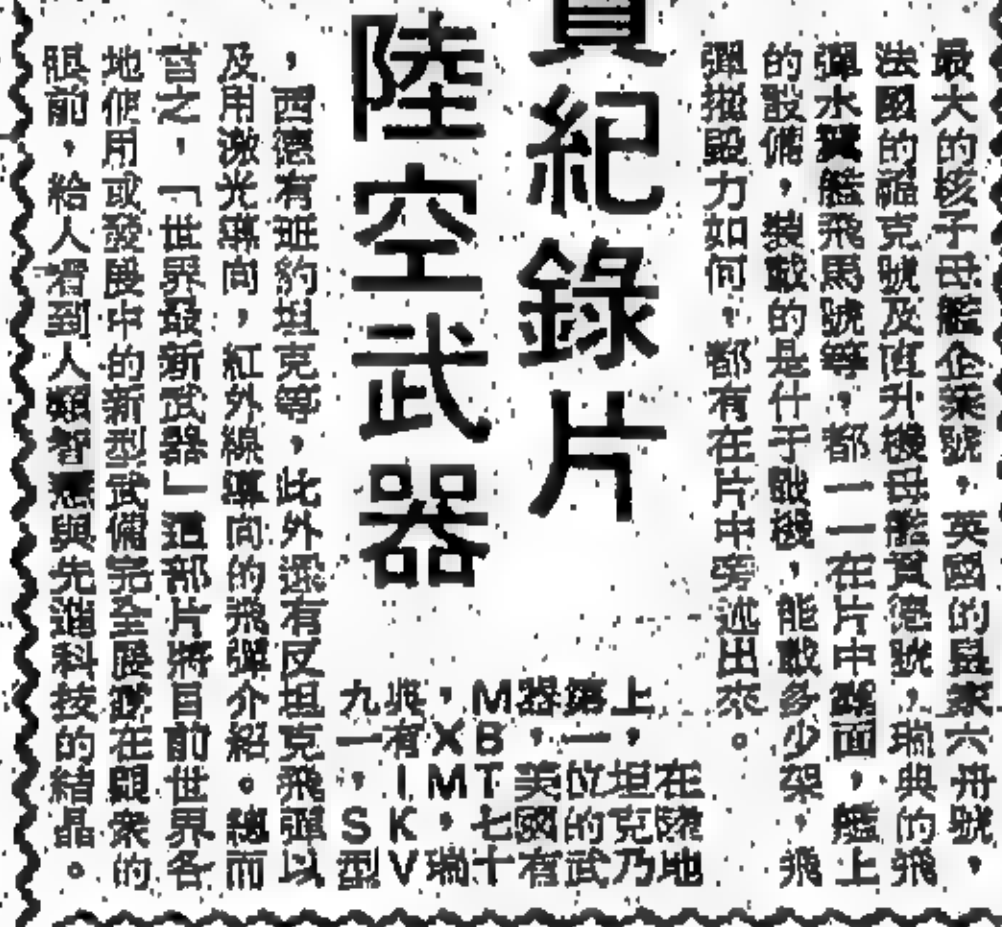 最大的核子母艦企業號，英國的皇家六舟號，
法國的福克號及直升機母艦貞德號，瑞典的飛
彈水翼艦飛馬號等，都一一在片中露面，艦上
的設備，裝載的是什于戰機，能載多少架，飛
彈摧毀力如何，都有在片中旁述出來。
紀錄片
陸空武器
在陸地
上，坦克乃
第一位的武
器，美國有
MBT七十
，XM，瑞
典有IKV
九一，S型
，西德有班約坦克等，此外還有反坦克飛彈以
及用激光導向，紅外線導向的飛彈介紹。總而
言之，「世界最新武器」這部片將目前世界各
地使用或發展中的新型武備完全展露在觀衆的
眼前，給人看到人類智慧與先進科技的結晶。